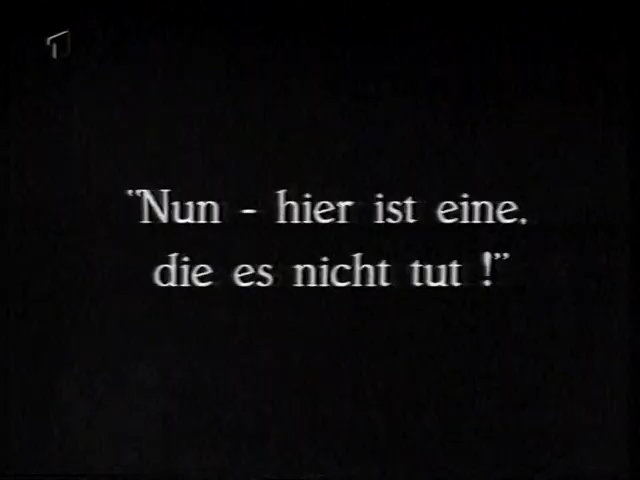 "Nun - hier ist eine,
die es nicht tut !"